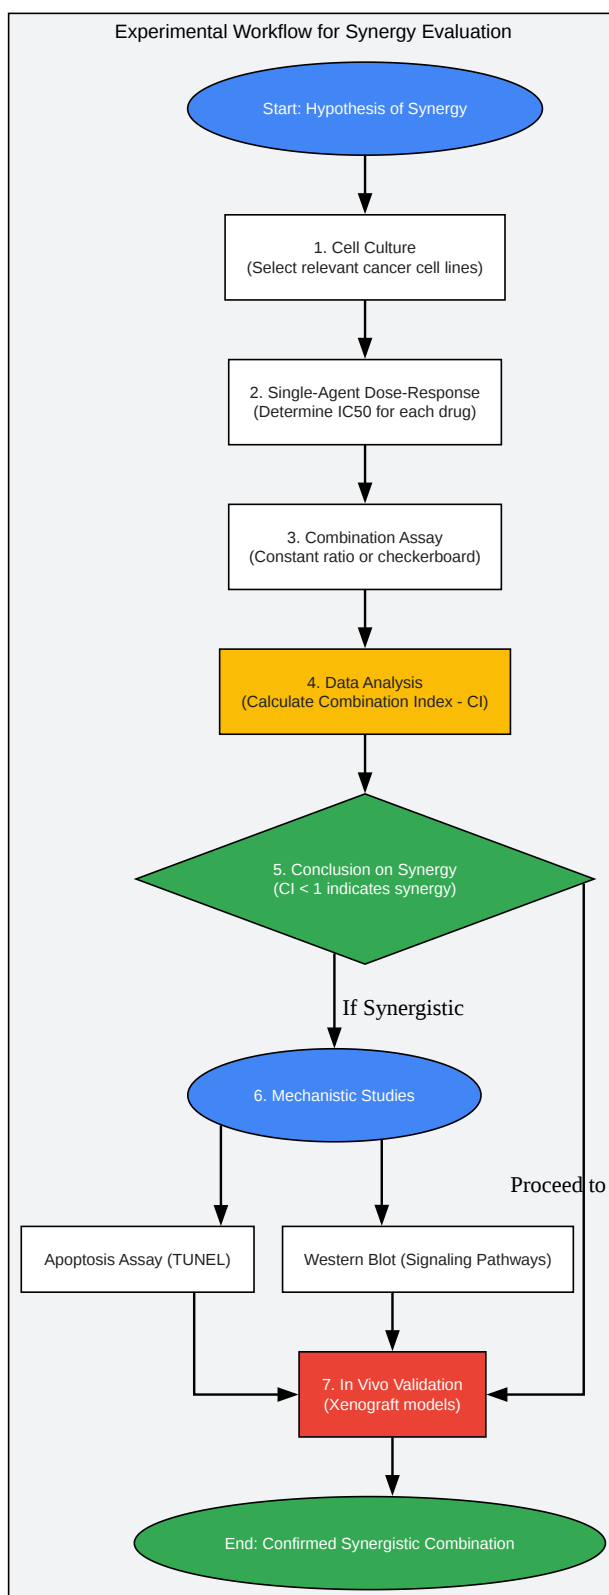 Experimental Workflow for Synergy Evaluation
Start: Hypothesis of Synergy
1. Cell Culture
(Select relevant cancer cell lines)
2. Single-Agent Dose-Response
(Determine IC50 for each drug)
3. Combination Assay
(Constant ratio or checkerboard)
4. Data Analysis
(Calculate Combination Index - CI)
5. Conclusion on Synergy
(CI < 1 indicates synergy)
If Synergistic
6. Mechanistic Studies
Proceed to
Apoptosis Assay (TUNEL)
Western Blot (Signaling Pathways)
7. In Vivo Validation
(Xenograft models)
End: Confirmed Synergistic Combination